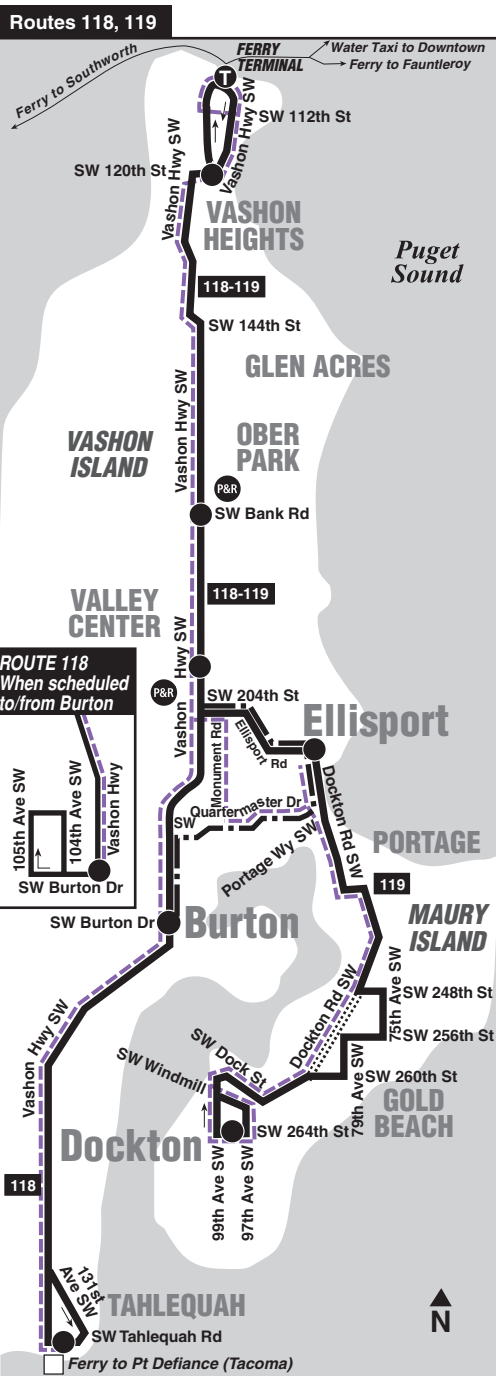 Routes 118, 119
Ferry to Southworth
FERRY
TERMINAL
Water Taxi to Downtown
Ferry to Fauntleroy
T
SW 112th St
Vashon Hwy SW
SW 120th St
Vashon Hwy SW
VASHON
HEIGHTS
Puget
Sound
118-119
SW 144th St
GLEN ACRES
Vashon Hwy SW
VASHON
ISLAND
OBER
PARK
P&R
SW Bank Rd
118-119
VALLEY
CENTER
Vashon Hwy SW
P&R
SW 204th St
ROUTE 118
When scheduled
to/from Burton
105th Ave SW
104th Ave SW
Vashon Hwy
SW Burton Dr
Monument Rd
Ellisport Rd
Ellisport
SW Quartermaster Dr
Portage Wy SW
Dockton Rd SW
PORTAGE
119
MAURY
ISLAND
SW Burton Dr
Burton
75th Ave SW
SW 248th St
Dockton Rd SW
SW 256th St
Vashon Hwy SW
SW Dock St
SW Windmill
79th Ave SW
SW 260th St
GOLD
BEACH
Dockton
SW 264th St
99th Ave SW
97th Ave SW
118
131st
Ave SW
TAHLEQUAH
SW Tahlequah Rd
N
Ferry to Pt Defiance (Tacoma)